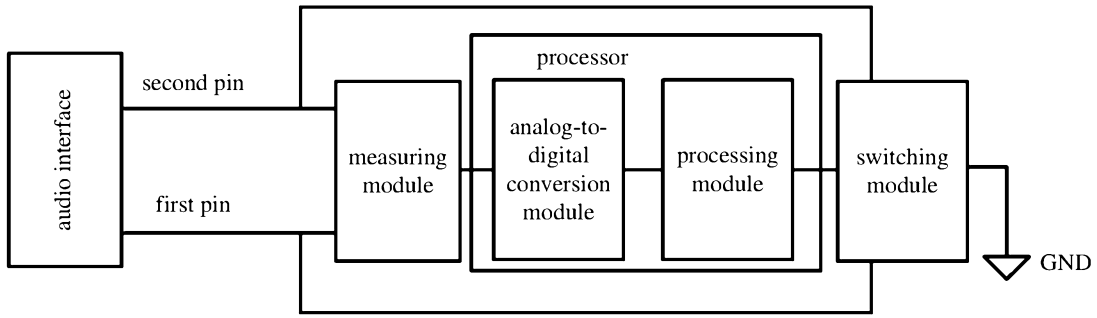 audio interface
second pin
first pin
measuring
module
processor
analog-to-
digital
conversion
module
processing
module
switching
module
GND